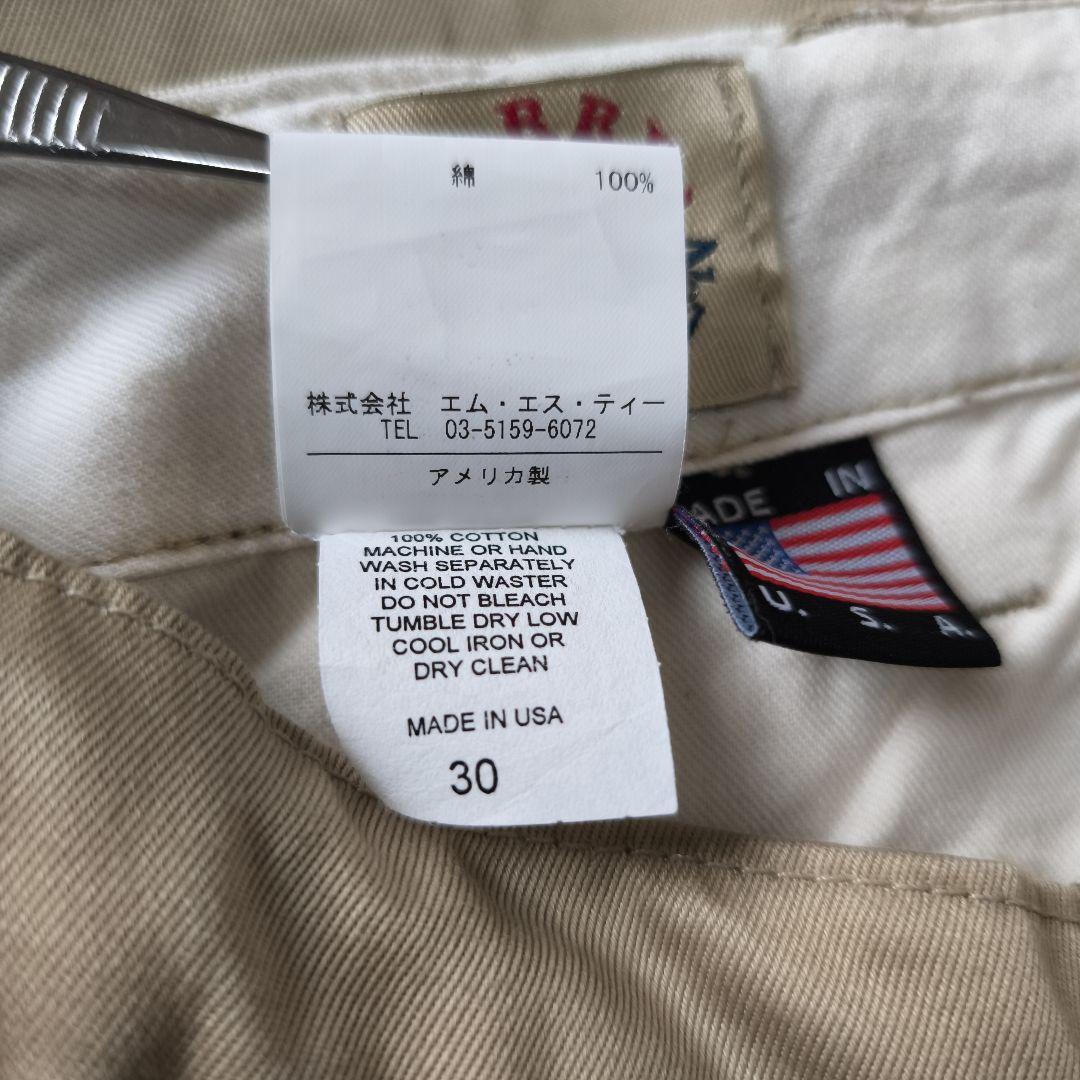 綿 100%
株式会社 エム・エス・ティー
TEL 03-5159-6072
アメリカ製
100% COTTON
MACHINE OR HAND
WASH SEPARATELY
IN COLD WASTER
DO NOT BLEACH
TUMBLE DRY LOW
COOL IRON OR
DRY CLEAN
MADE IN USA
30
ADE IN
U. S. A.